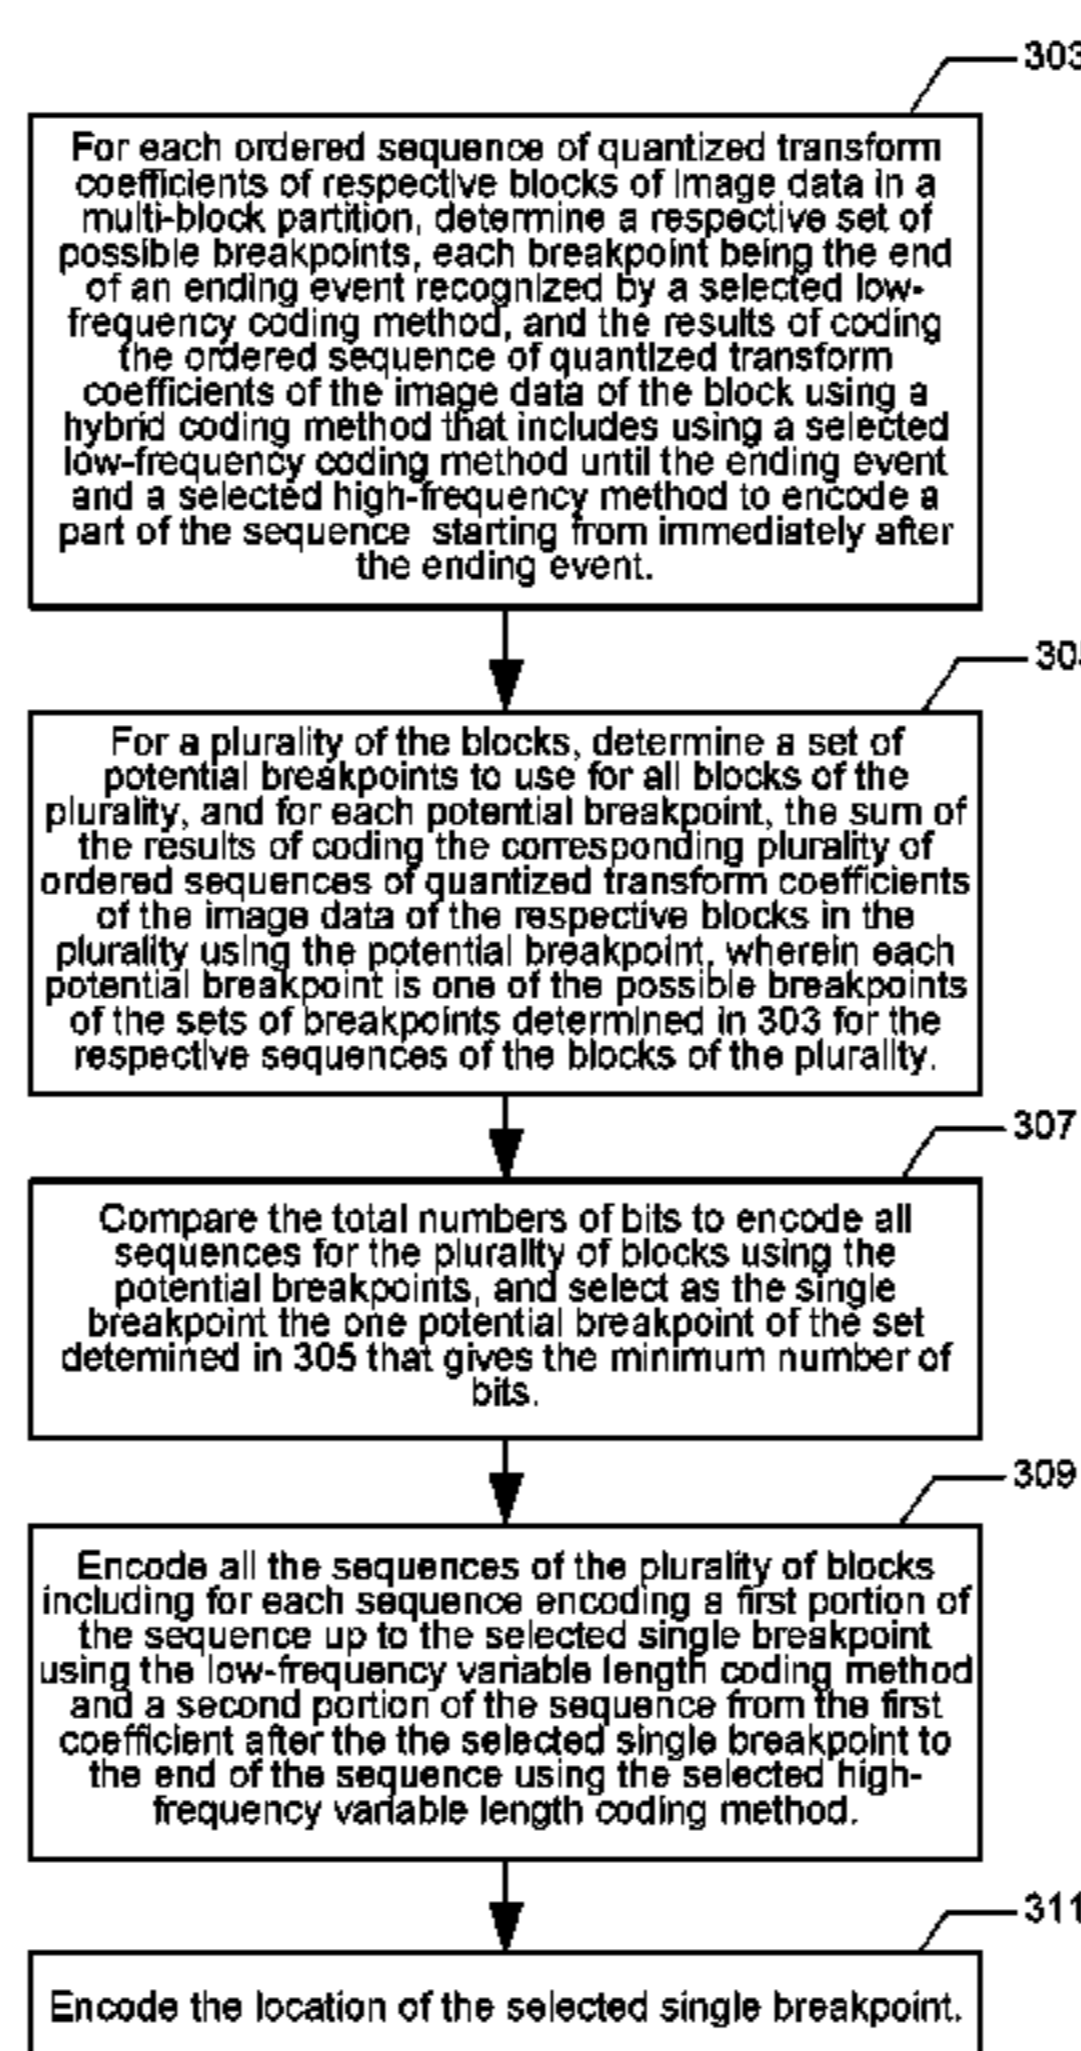 303
For each ordered sequence of quantized transform
coefficients of respective blocks of image data in a
multi-block partition, determine a respective set of
possible breakpoints, each breakpoint being the end
of an ending event recognized by a selected low-
frequency coding method, and the results of coding
the ordered sequence of quantized transform
coefficients of the image data of the block using a
hybrid coding method that includes using a selected
low-frequency coding method until the ending event
and a selected high-frequency method to encode a
part of the sequence starting from immediately after
the ending event.
305
For a plurality of the blocks, determine a set of
potential breakpoints to use for all blocks of the
plurality, and for each potential breakpoint, the sum of
the results of coding the corresponding plurality of
ordered sequences of quantized transform coefficients
of the image data of the respective blocks in the
plurality using the potential breakpoint, wherein each
potential breakpoint is one of the possible breakpoints
of the sets of breakpoints determined in 303 for the
respective sequences of the blocks of the plurality.
307
Compare the total numbers of bits to encode all
sequences for the plurality of blocks using the
potential breakpoints, and select as the single
breakpoint the one potential breakpoint of the set
detemined in 305 that gives the minimum number of
bits.
309
Encode all the sequences of the plurality of blocks
including for each sequence encoding a first portion of
the sequence up to the selected single breakpoint
using the low-frequency variable length coding method
and a second portion of the sequence from the first
coefficient after the the selected single breakpoint to
the end of the sequence using the selected high-
frequency variable length coding method.
311
Encode the location of the selected single breakpoint.